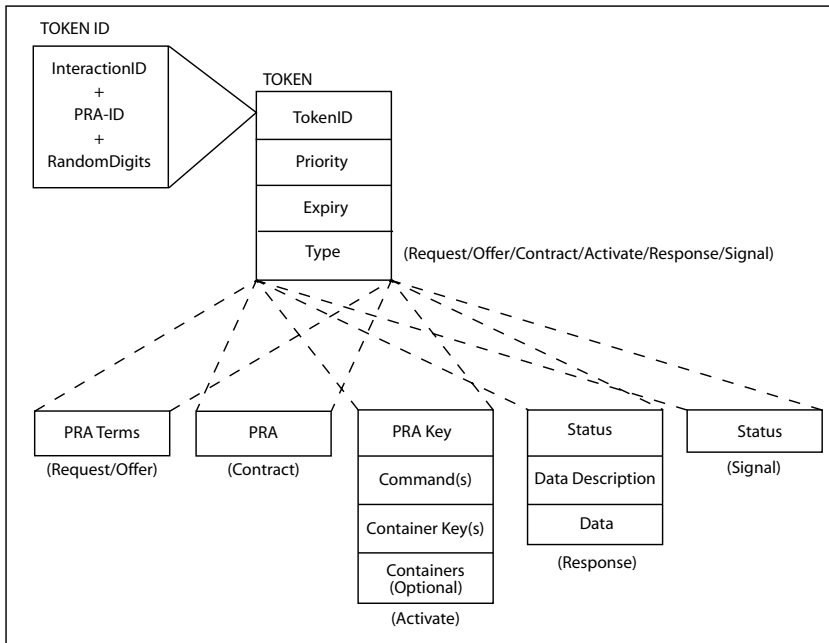 TOKEN ID
InteractionID
+
PRA-ID
+
RandomDigits
TOKEN
TokenID
Priority
Expiry
Type
(Request/Offer/Contract/Activate/Response/Signal)
PRA Terms
(Request/Offer)
PRA
(Contract)
PRA Key
Command(s)
Container Key(s)
Containers
(Optional)
(Activate)
Status
Data Description
Data
(Response)
Status
(Signal)